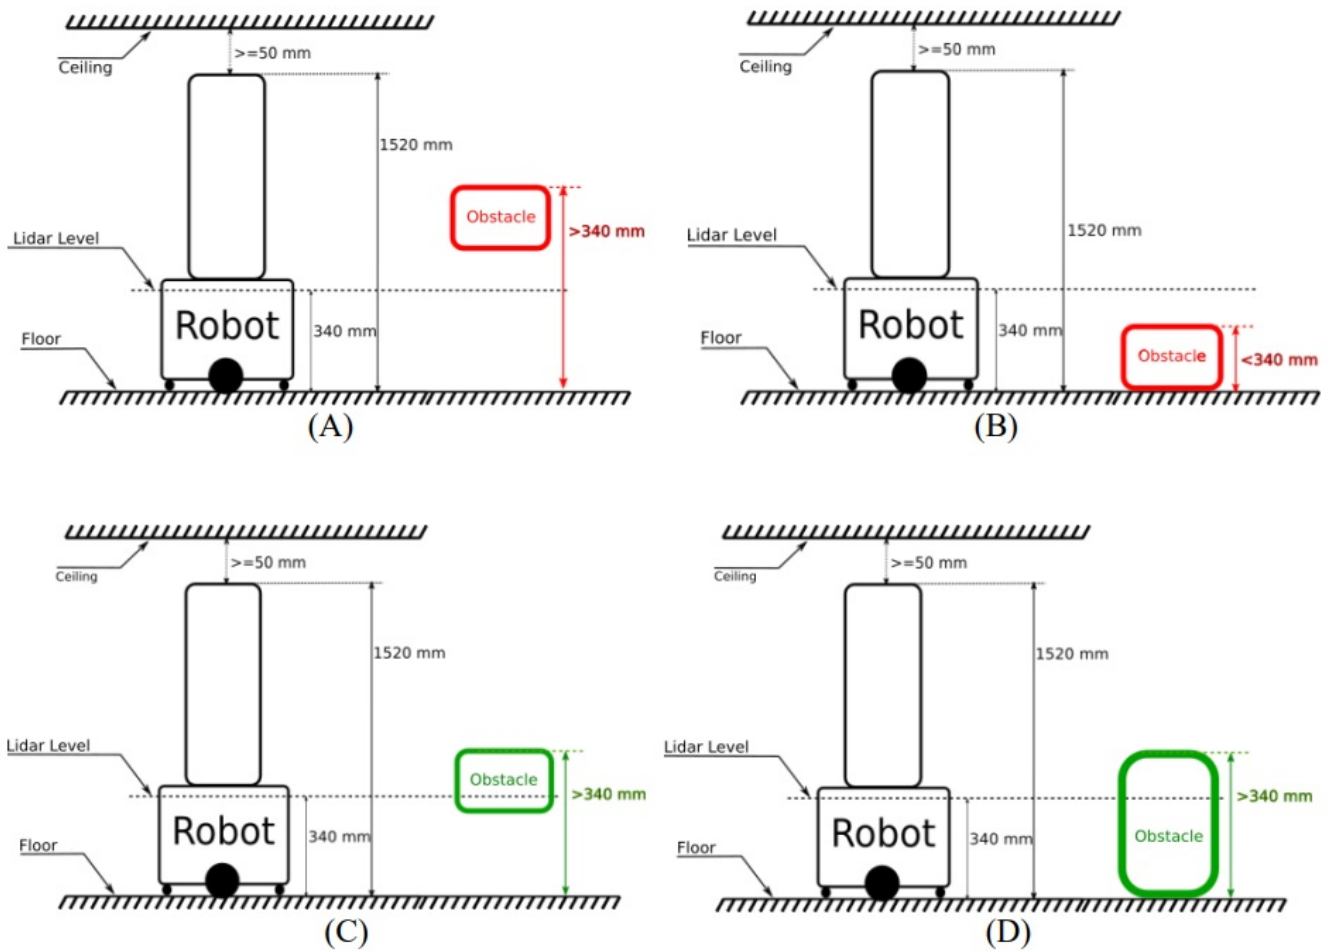 >=50 mm
Ceiling
1520 mm
Obstacle
>340 mm
Lidar Level
Robot
340 mm
Floor
(A)
>=50 mm
Ceiling
1520 mm
Lidar Level
Robot
340 mm
Floor
Obstacle
<340 mm
(B)
>=50 mm
Ceiling
1520 mm
Lidar Level
Obstacle
>340 mm
Robot
340 mm
Floor
(C)
>=50 mm
Ceiling
1520 mm
Lidar Level
>340 mm
Robot
340 mm
Obstacle
Floor
(D)